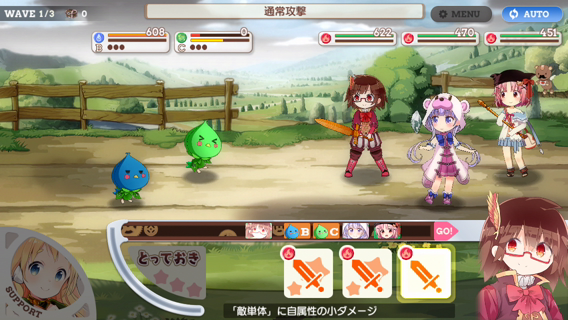 WAVE 1/3
0
通常攻撃
MENU
AUTO
608
B
0
C
622
470
451
B
C
GO!
とっておき
SUPPORT
「敵単体」に自属性の小ダメージ